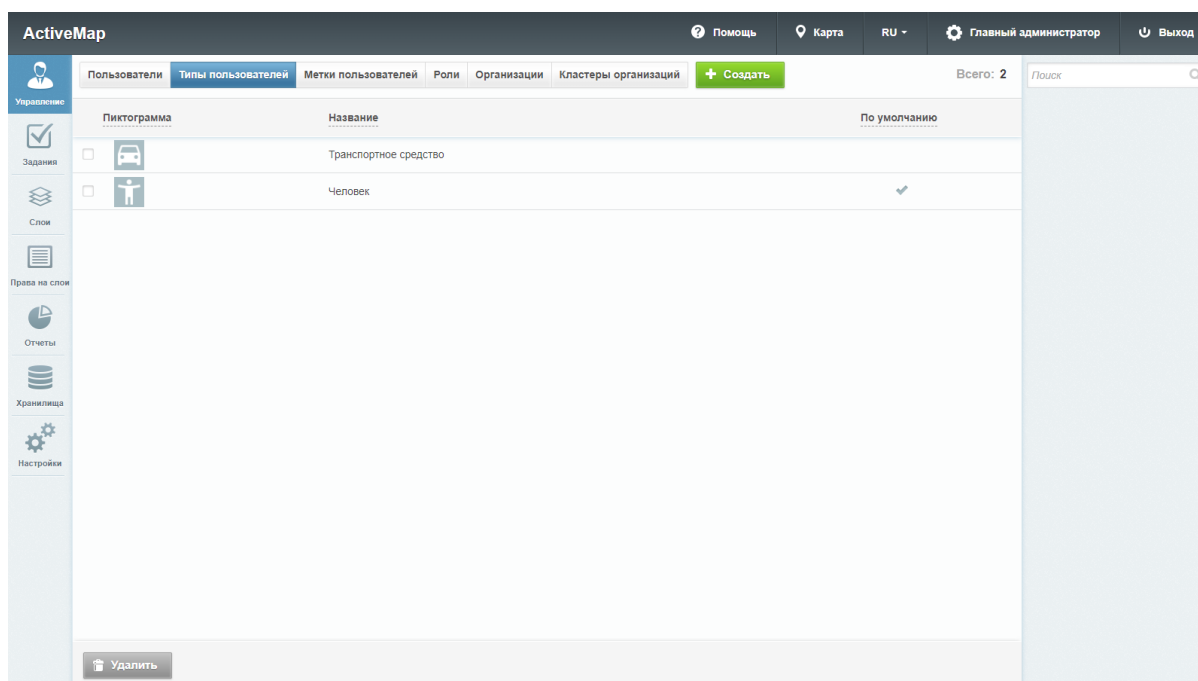 ActiveMap
Помощь
Карта
RU
Главный администратор
Выход
Управление
Задания
Слои
Права на слои
Отчеты
Хранилища
Настройки
Пользователи
Типы пользователей
Метки пользователей
Роли
Организации
Кластеры организаций
Создать
Всего: 2
Поиск
Пиктограмма
Название
По умолчанию
Транспортное средство
Человек
Удалить